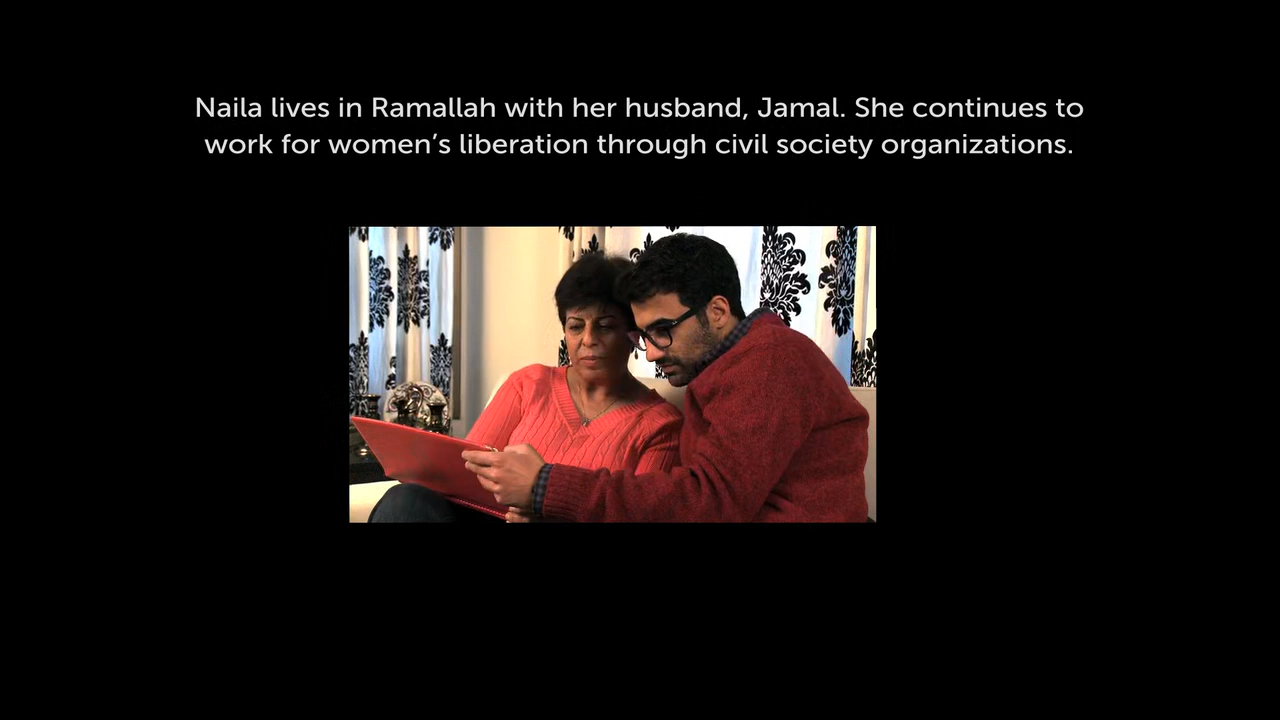 Naila lives in Ramallah with her husband, Jamal. She continues to
work for women’s liberation through civil society organizations.